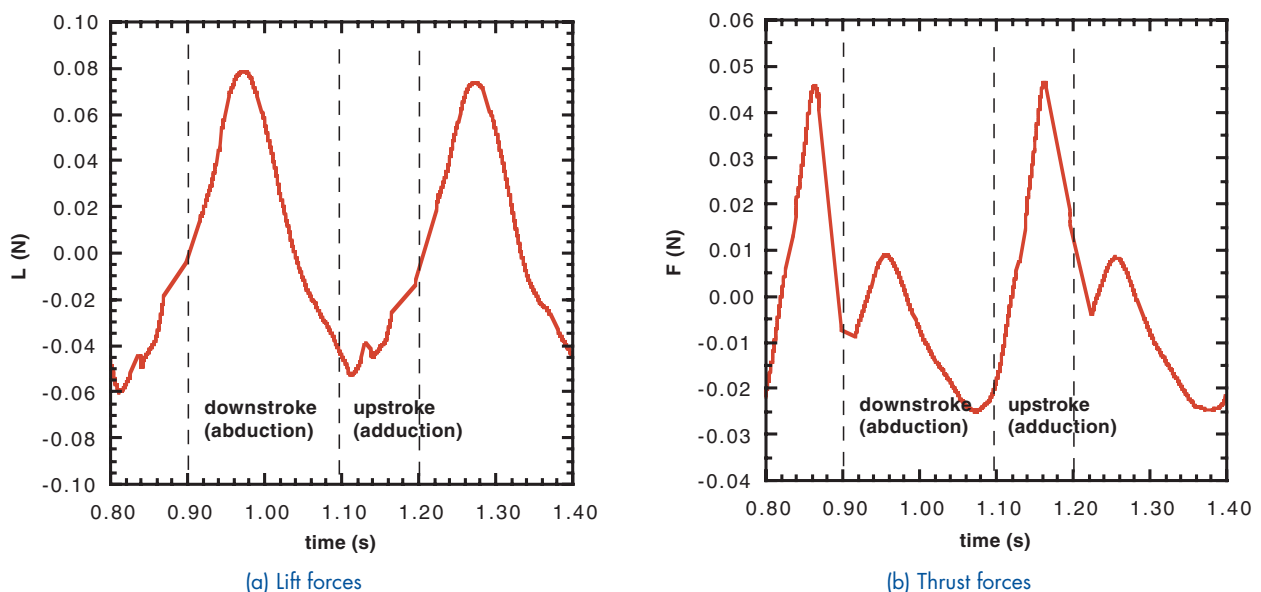 0.10
0.08
0.06
0.04
0.02
0.00
-0.02
-0.04
-0.06
-0.08
-0.10
L (N)
downstroke
(abduction)
upstroke
(adduction)
0.80 0.90 1.00 1.10 1.20 1.30 1.40
time (s)
(a) Lift forces
0.06
0.05
0.04
0.03
0.02
0.01
0.00
-0.01
-0.02
-0.03
-0.04
F (N)
downstroke
(abduction)
upstroke
(adduction)
0.80 0.90 1.00 1.10 1.20 1.30 1.40
time (s)
(b) Thrust forces